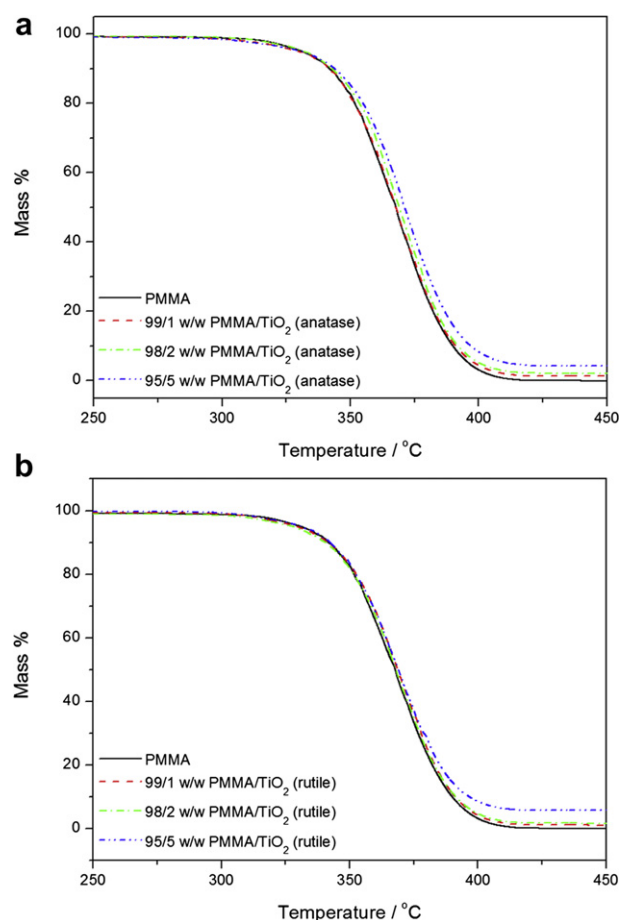 a
100
80
60
40
20
0
Mass %
PMMA
99/1 w/w PMMA/TiO2 (anatase)
98/2 w/w PMMA/TiO2 (anatase)
95/5 w/w PMMA/TiO2 (anatase)
250 300 350 400 450
Temperature / °C
b
100
80
60
40
20
0
Mass %
PMMA
99/1 w/w PMMA/TiO2 (rutile)
98/2 w/w PMMA/TiO2 (rutile)
95/5 w/w PMMA/TiO2 (rutile)
250 300 350 400 450
Temperature / °C